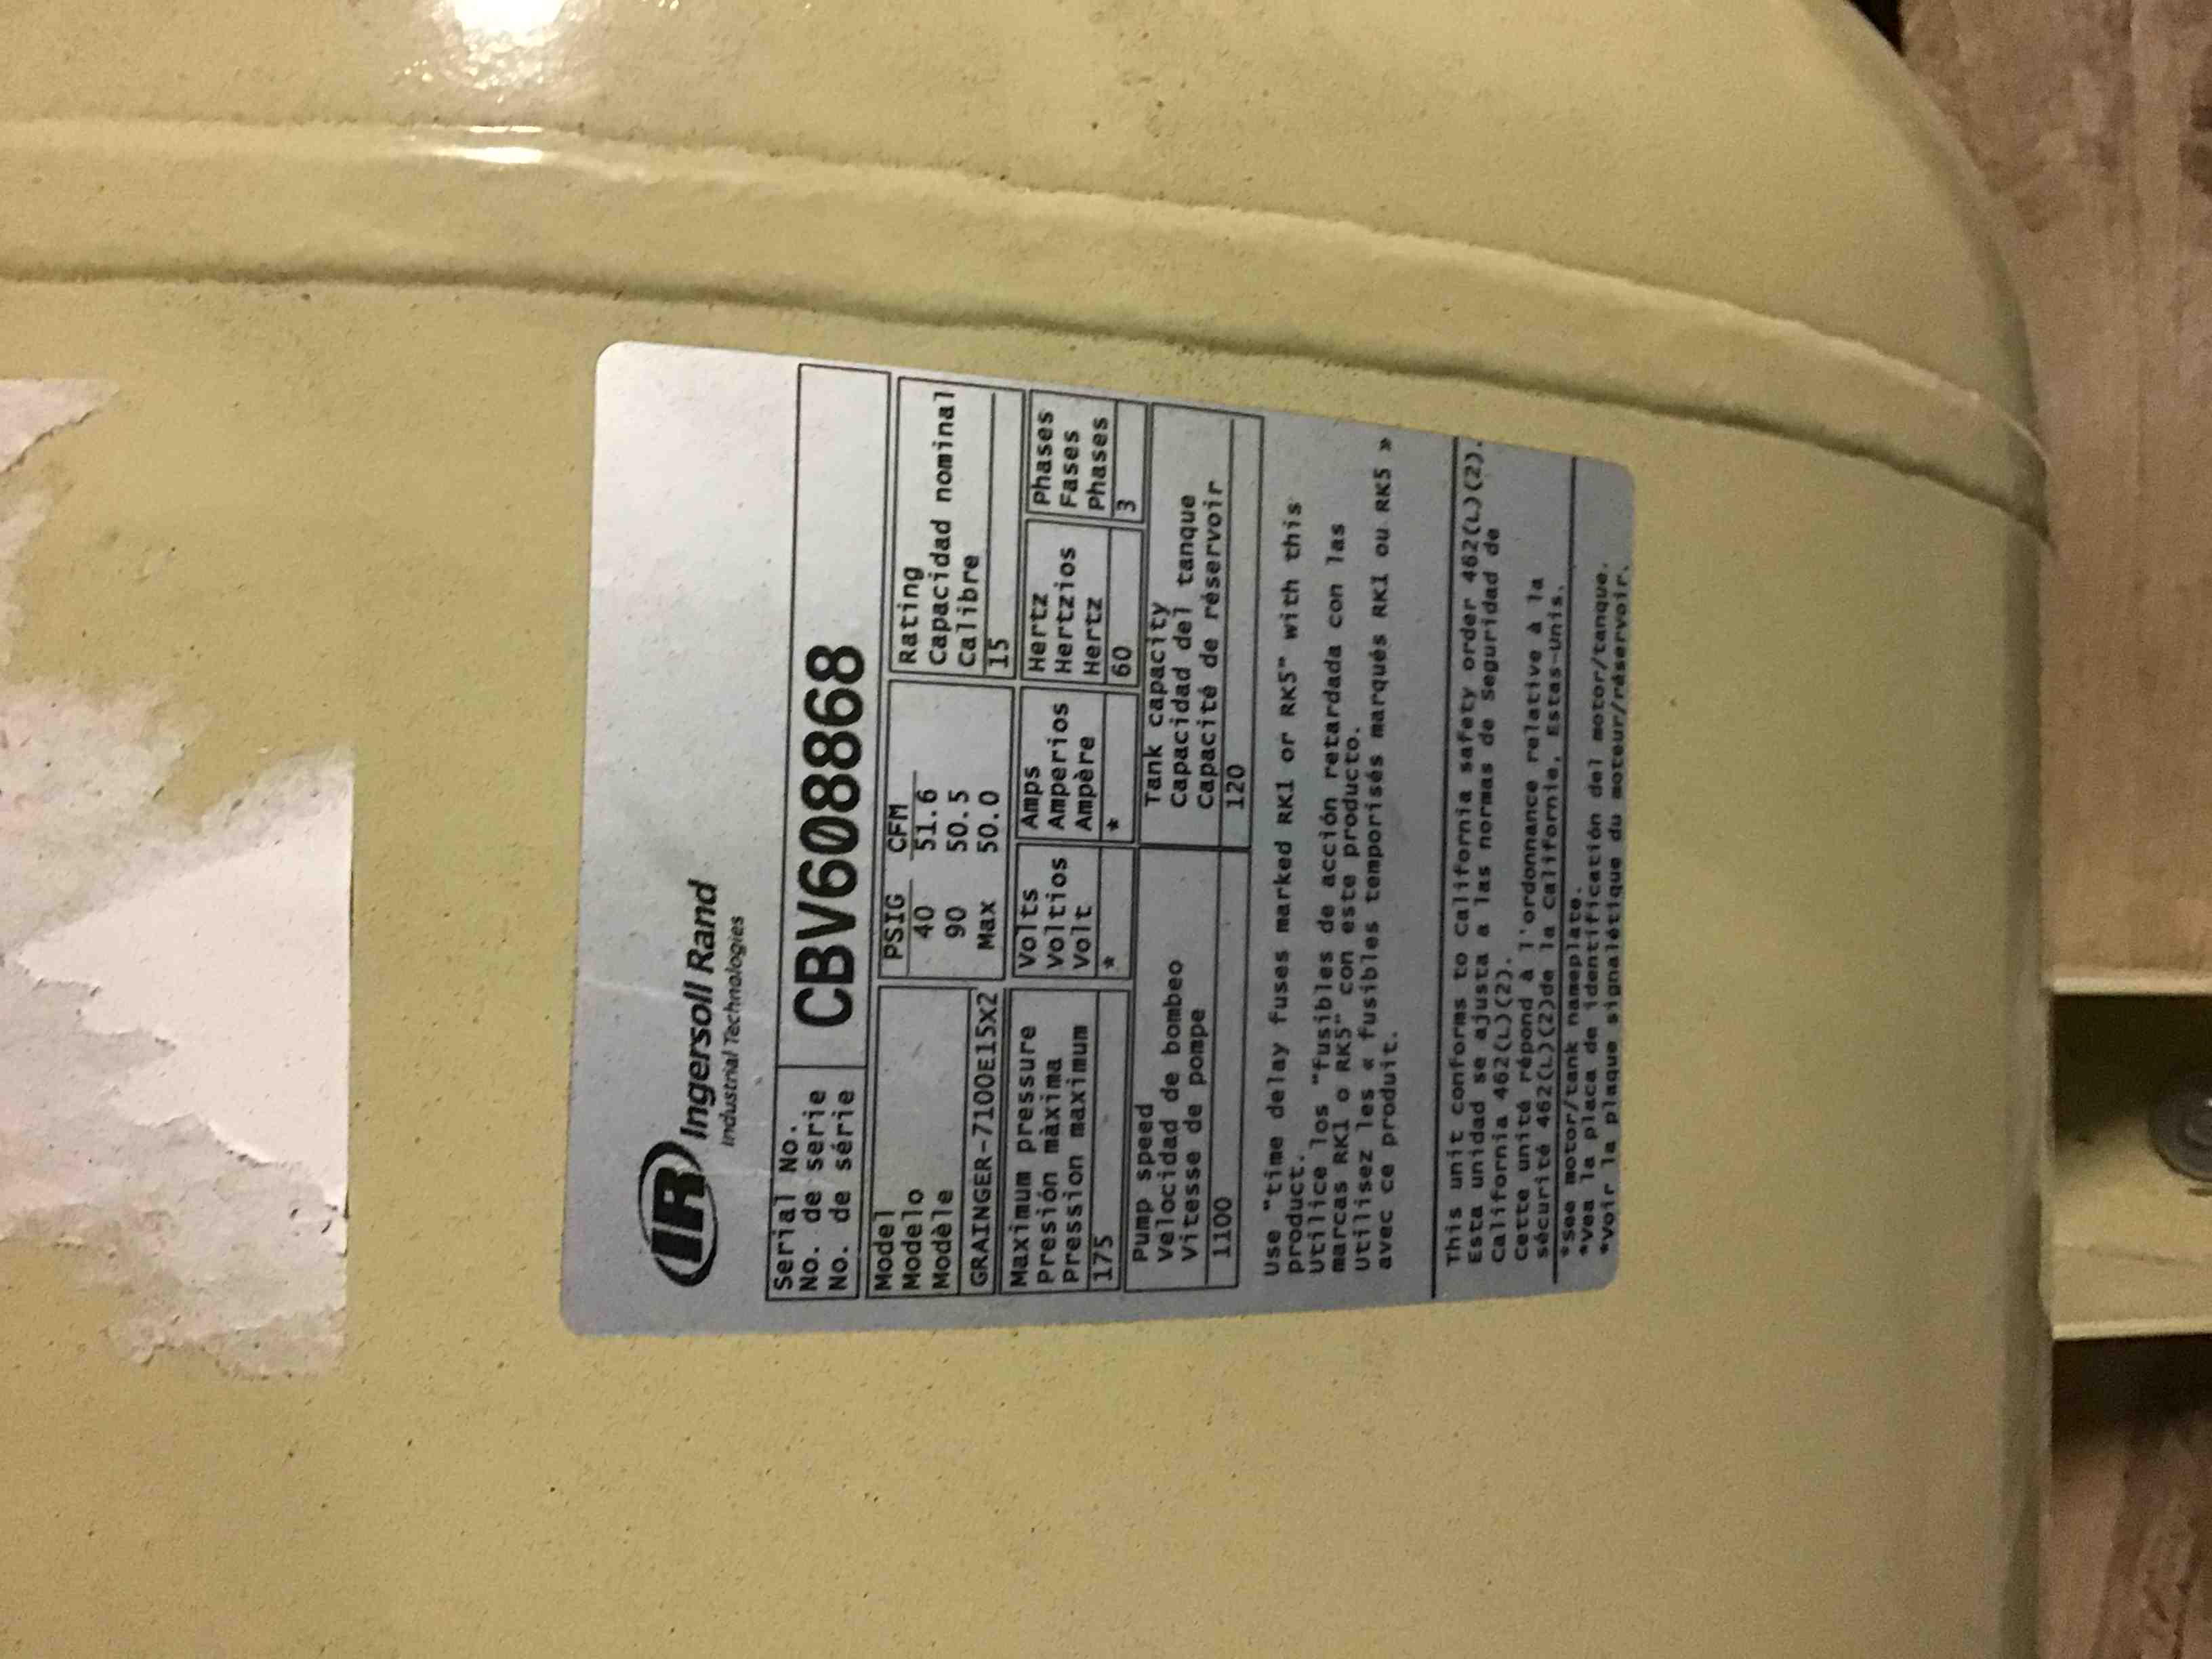 IR Ingersoll Rand
Industrial Technologies
Serial No.
No. de serie
No. de série
CBV608868
Model
Modelo
Modèle
GRAINGER-7100E15X2
PSIG CFM
40 51.6
90 50.5
Max 50.0
Rating
Capacidad nominal
Calibre
15
Maximum pressure
Presión màxima
Pression maximum
175
Volts
Voltios
Volt
*
Amps
Amperios
Ampère
*
Hertz
Hertzios
Hertz
60
Phases
Fases
Phases
3
Pump speed
Velocidad de bombeo
Vitesse de pompe
1100
Tank capacity
Capacidad del tanque
Capacité de réservoir
120
Use "time delay fuses marked RK1 or RK5" with this
product.
Utilice los "fusibles de acción retardada con las
marcas RK1 o RK5" con este producto.
Utilisez les « fusibles temporisés marqués RK1 ou RK5 »
avec ce produit.
This unit conforms to California safety order 462(L)(2).
Esta unidad se ajusta a las normas de Seguridad de
California 462(L)(2).
Cette unité répond à l'ordonnance relative à la
sécurité 462(L)(2)de la californie, Estas-Unis.
*See motor/tank nameplate.
*Vea la placa de identificación del motor/tanque.
*Voir la plaque signalétique du moteur/réservoir.